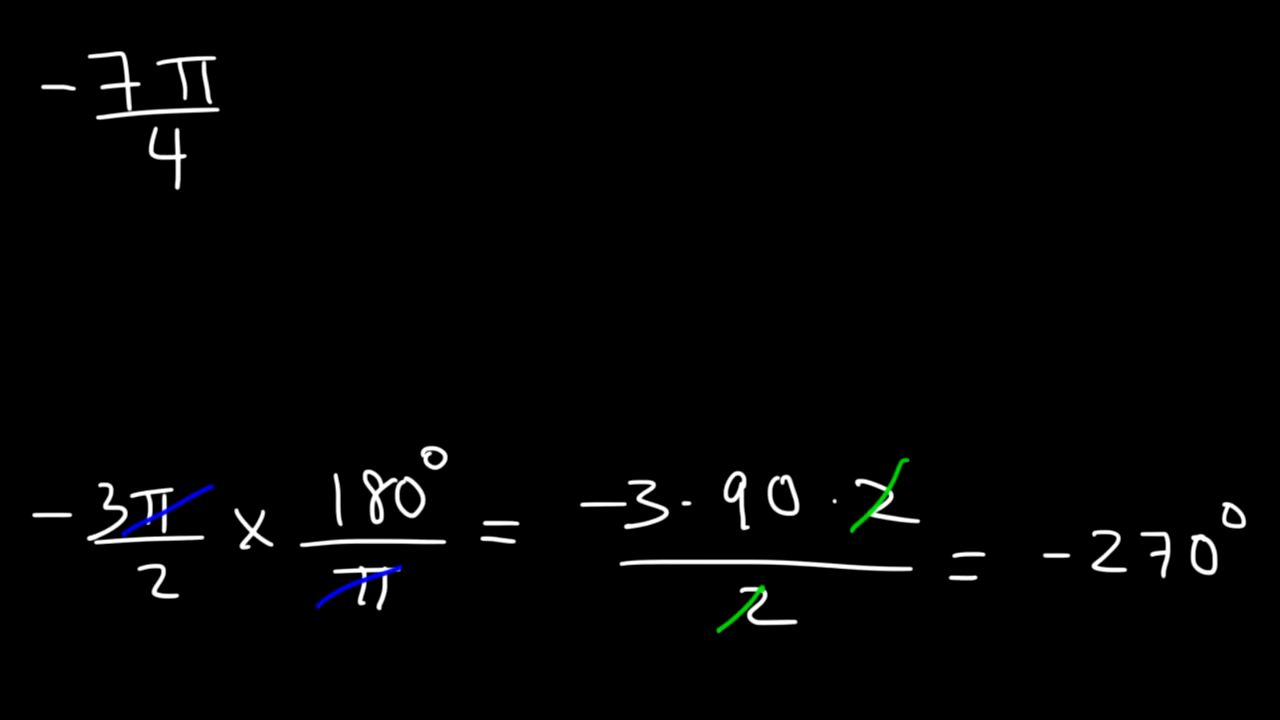 -7π/4
-3π/2 x 180°/π = -3·90·2/2 = -270°